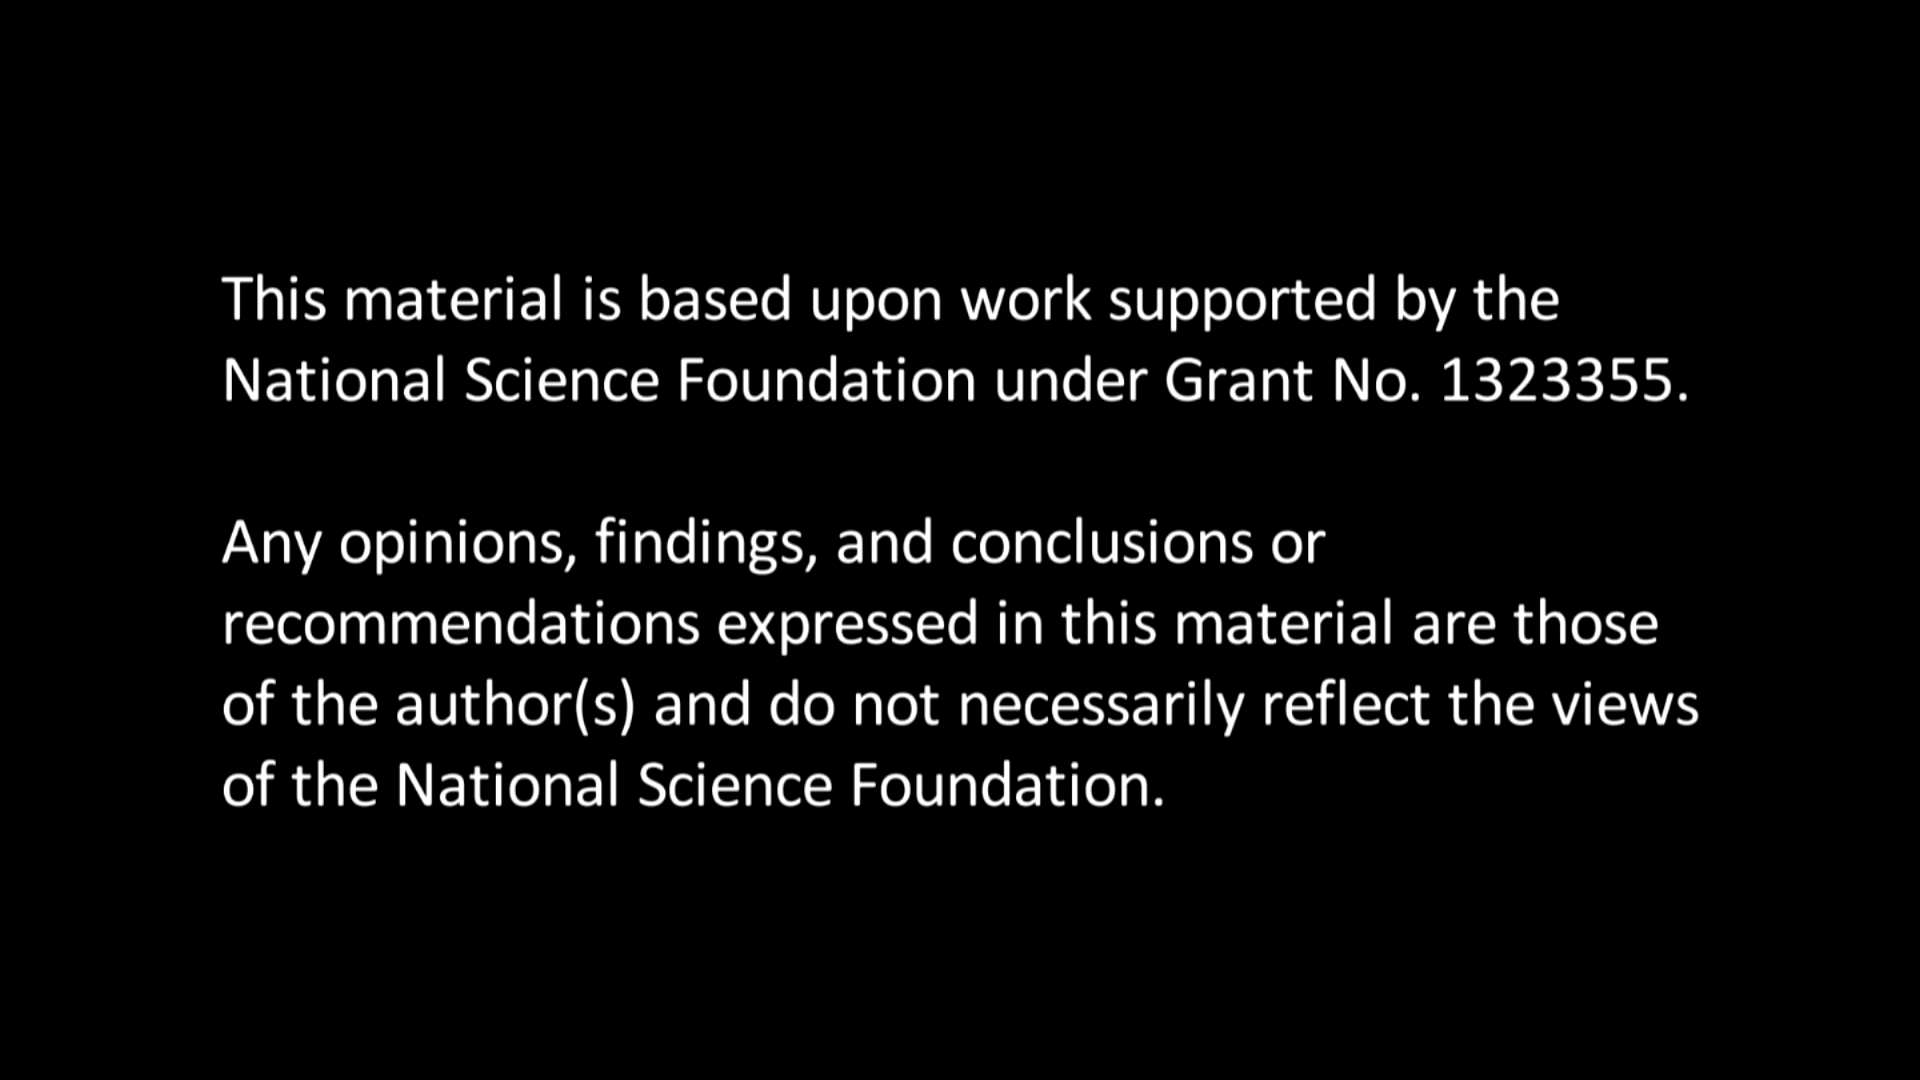 This material is based upon work supported by the
National Science Foundation under Grant No. 1323355.
Any opinions, findings, and conclusions or
recommendations expressed in this material are those
of the author(s) and do not necessarily reflect the views
of the National Science Foundation.